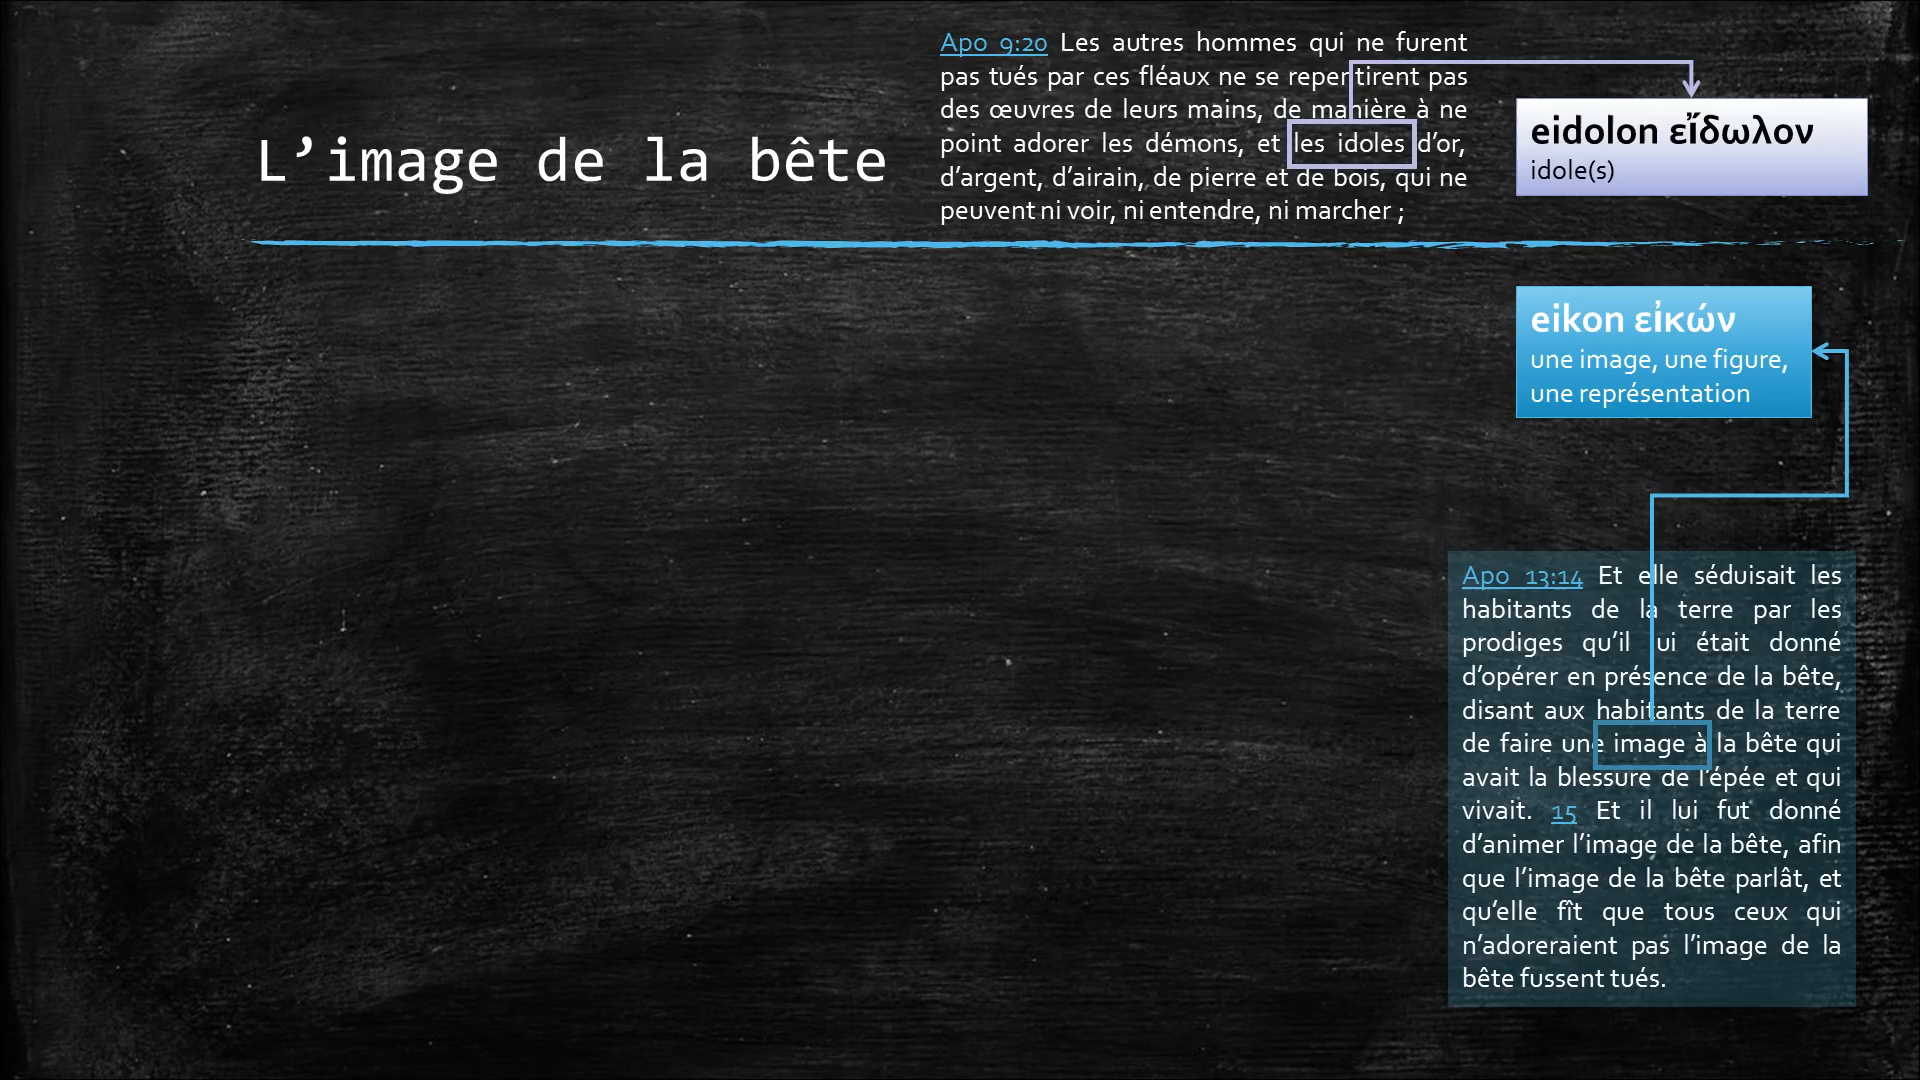 L’image de la bête
Apo 9:20 Les autres hommes qui ne furent
pas tués par ces fléaux ne se repentirent pas
des œuvres de leurs mains, de manière à ne
point adorer les démons, et les idoles d’or,
d’argent, d’airain, de pierre et de bois, qui ne
peuvent ni voir, ni entendre, ni marcher ;
eidolon εἴδωλον
idole(s)
eikon εἰκών
une image, une figure,
une représentation
Apo 13:14 Et elle séduisait les
habitants de la terre par les
prodiges qu’il lui était donné
d’opérer en présence de la bête,
disant aux habitants de la terre
de faire une image à la bête qui
avait la blessure de l’épée et qui
vivait. 15 Et il lui fut donné
d’animer l’image de la bête, afin
que l’image de la bête parlât, et
qu’elle fît que tous ceux qui
n’adoreraient pas l’image de la
bête fussent tués.